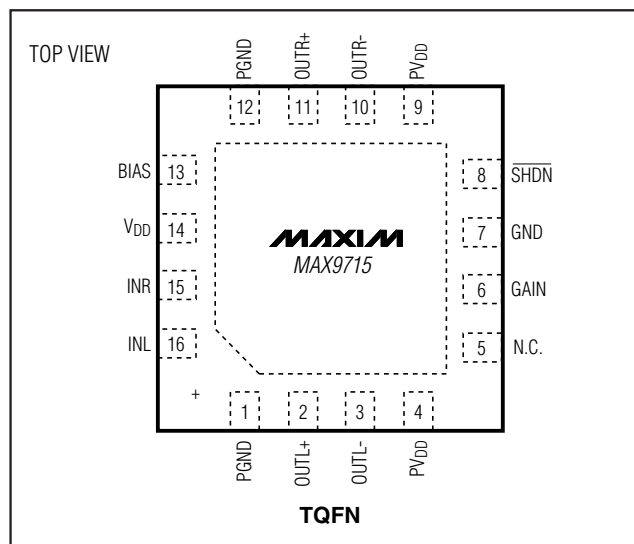 TOP VIEW
PGND
OUTR+
OUTR-
PVDD
12
11
10
9
BIAS 13
VDD 14
INR 15
INL 16
8 SHDN
7 GND
6 GAIN
5 N.C.
MAXIM
MAX9715
+
1
2
3
4
PGND
OUTL+
OUTL-
PVDD
TQFN